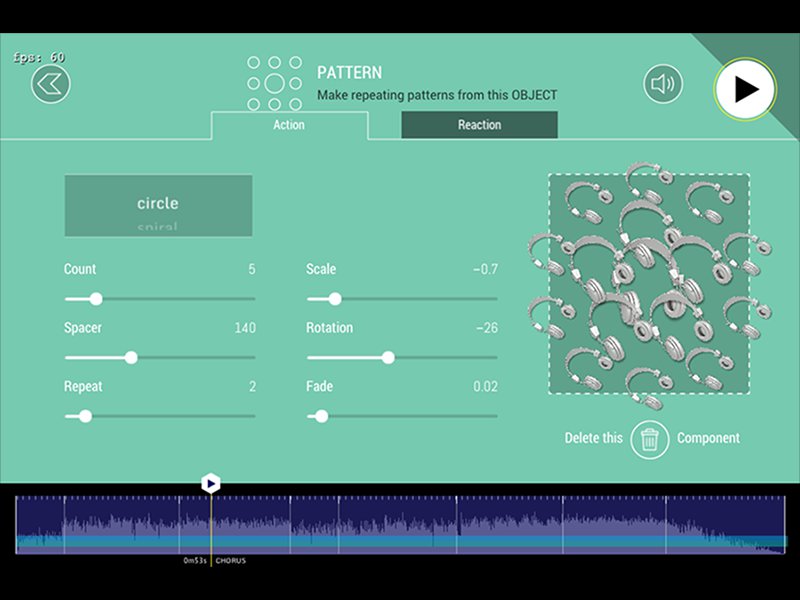 fps: 60
PATTERN
Make repeating patterns from this OBJECT
Action
Reaction
circle
spiral
Count 5
Scale −0.7
Spacer 140
Rotation −26
Repeat 2
Fade 0.02
Delete this Component
0m53s CHORUS